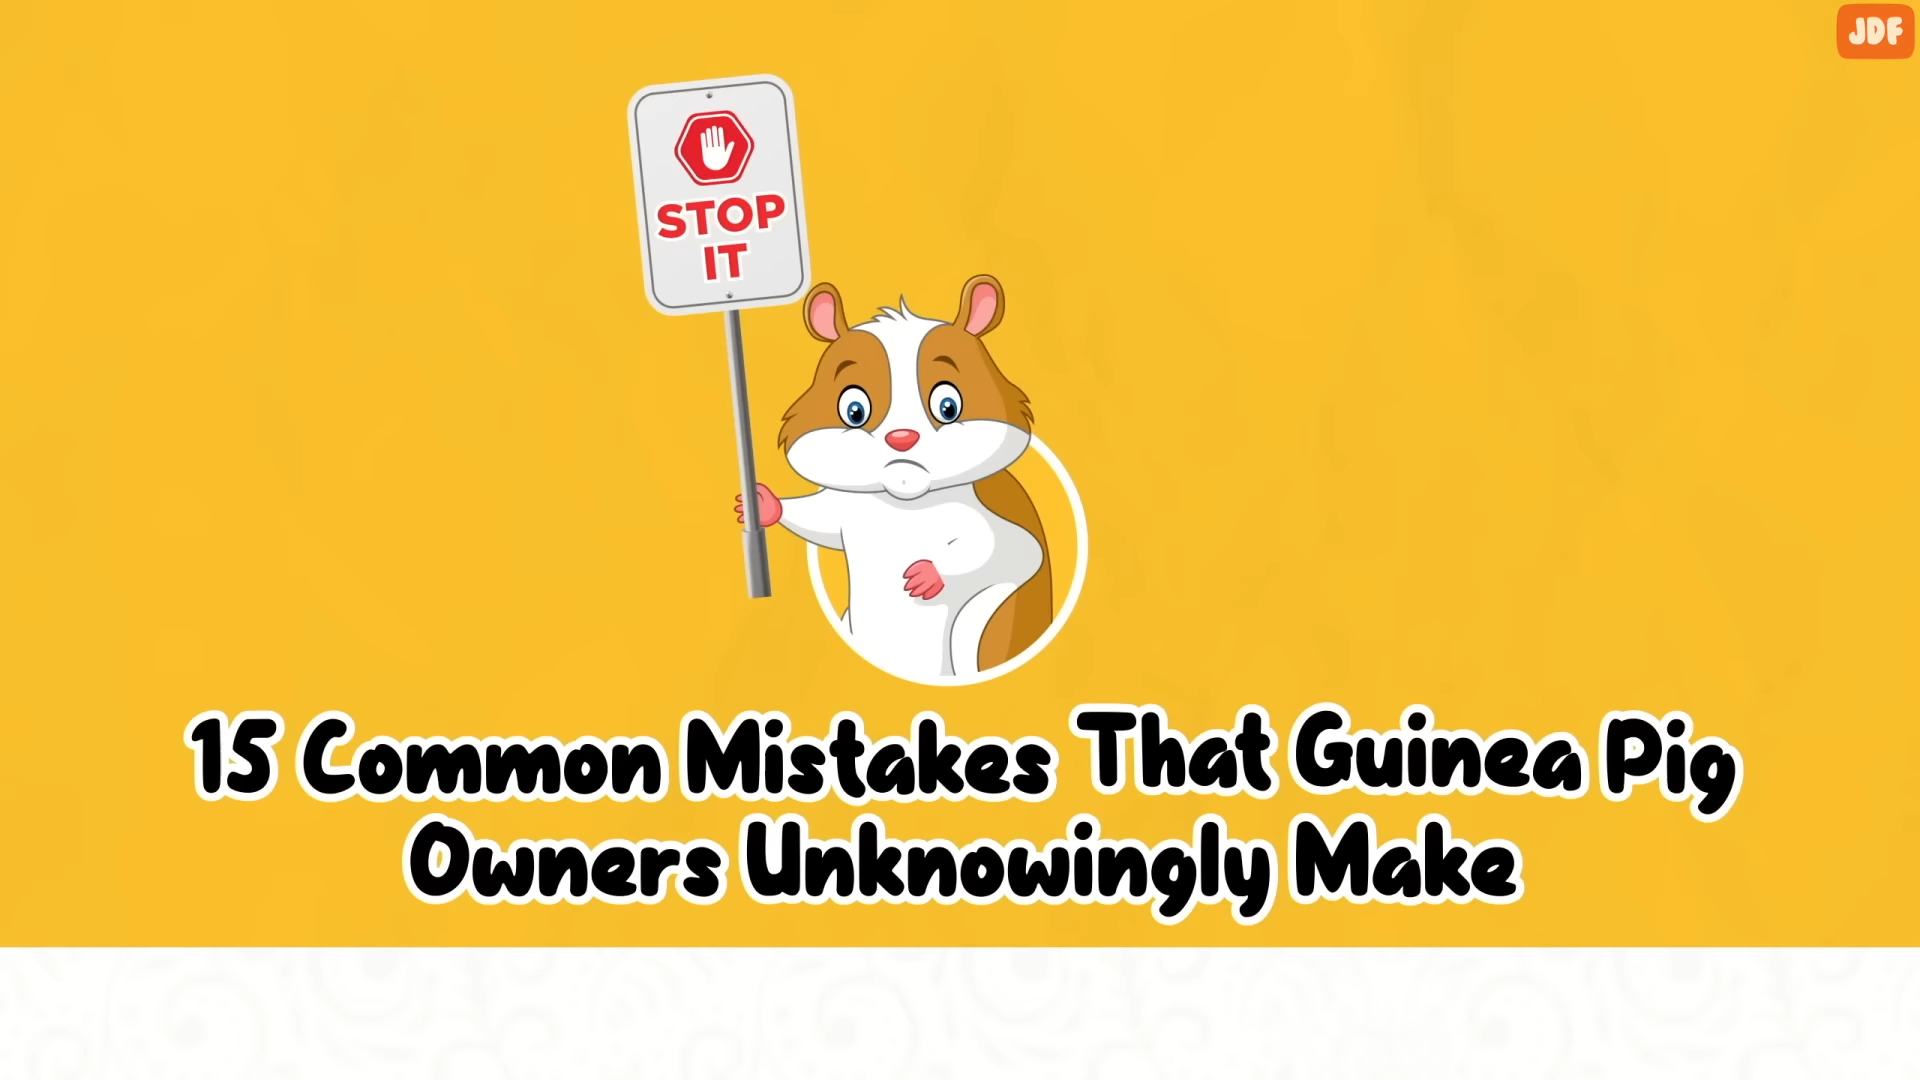 JDF
STOP
IT
15 Common Mistakes That Guinea Pig
Owners Unknowingly Make